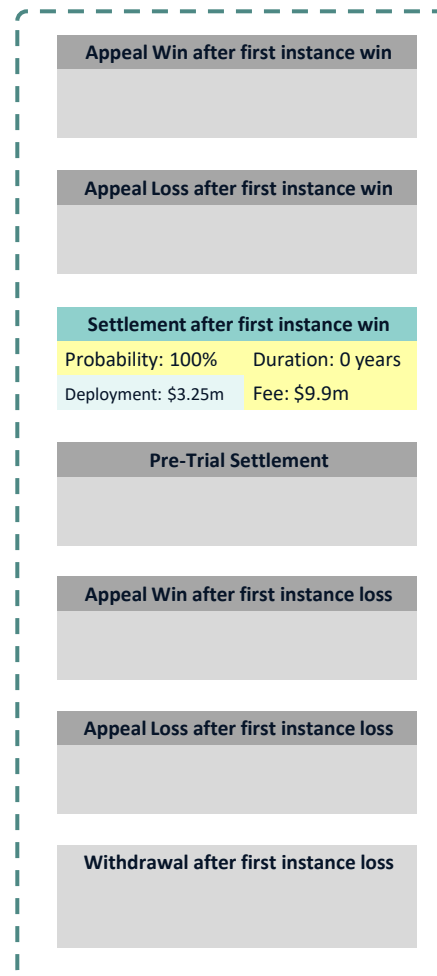 Appeal Win after first instance win
Appeal Loss after first instance win
Settlement after first instance win
Probability: 100% Duration: 0 years
Deployment: $3.25m Fee: $9.9m
Pre-Trial Settlement
Appeal Win after first instance loss
Appeal Loss after first instance loss
Withdrawal after first instance loss